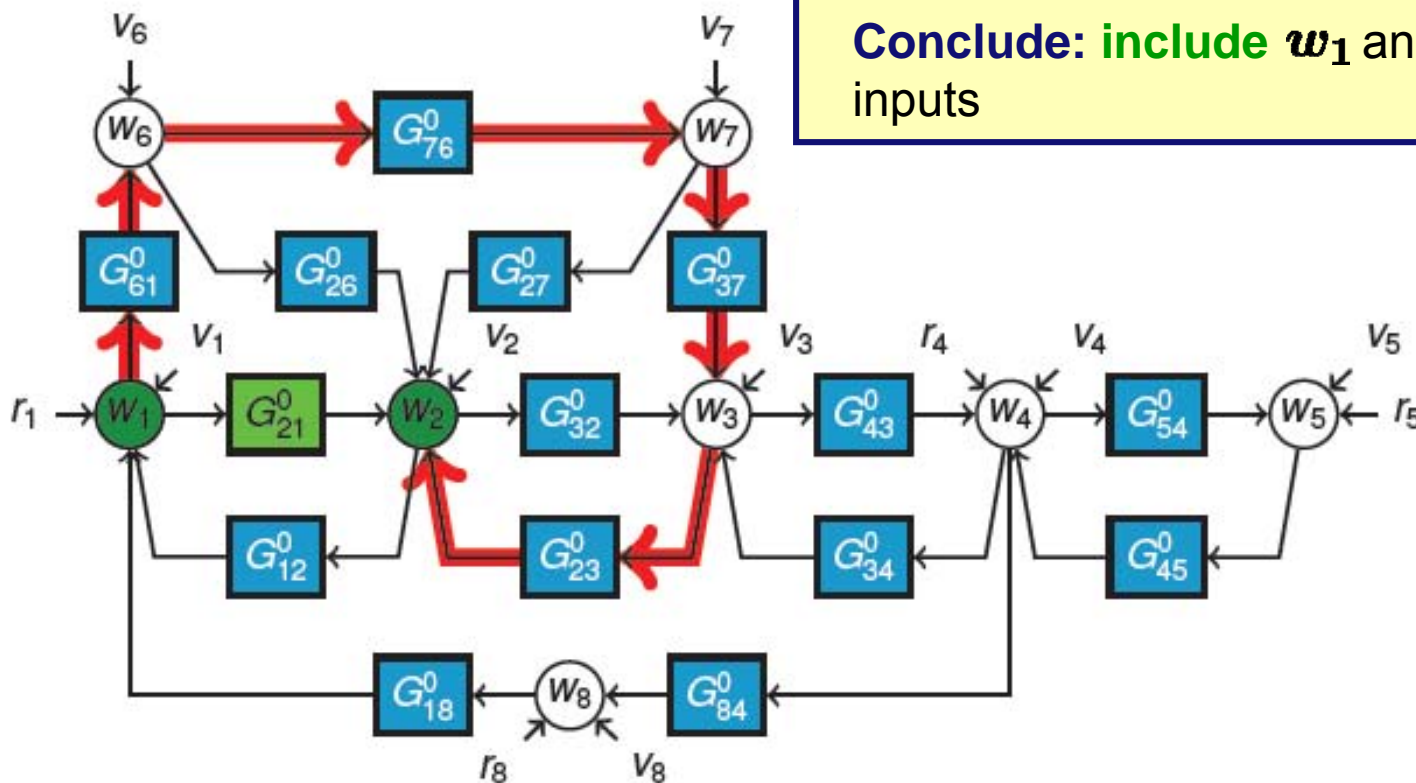 Conclude: include w₁ an
inputs
v₆ v₇
w₆ G⁰₇₆ w₇
G⁰₆₁ G⁰₂₆ G⁰₂₇ G⁰₃₇
v₁ v₂ v₃ r₄ v₄ v₅
r₁ w₁ G⁰₂₁ w₂ G⁰₃₂ w₃ G⁰₄₃ w₄ G⁰₅₄ w₅ r₅
G⁰₁₂ G⁰₂₃ G⁰₃₄ G⁰₄₅
G⁰₁₈ w₈ G⁰₈₄
r₈ v₈